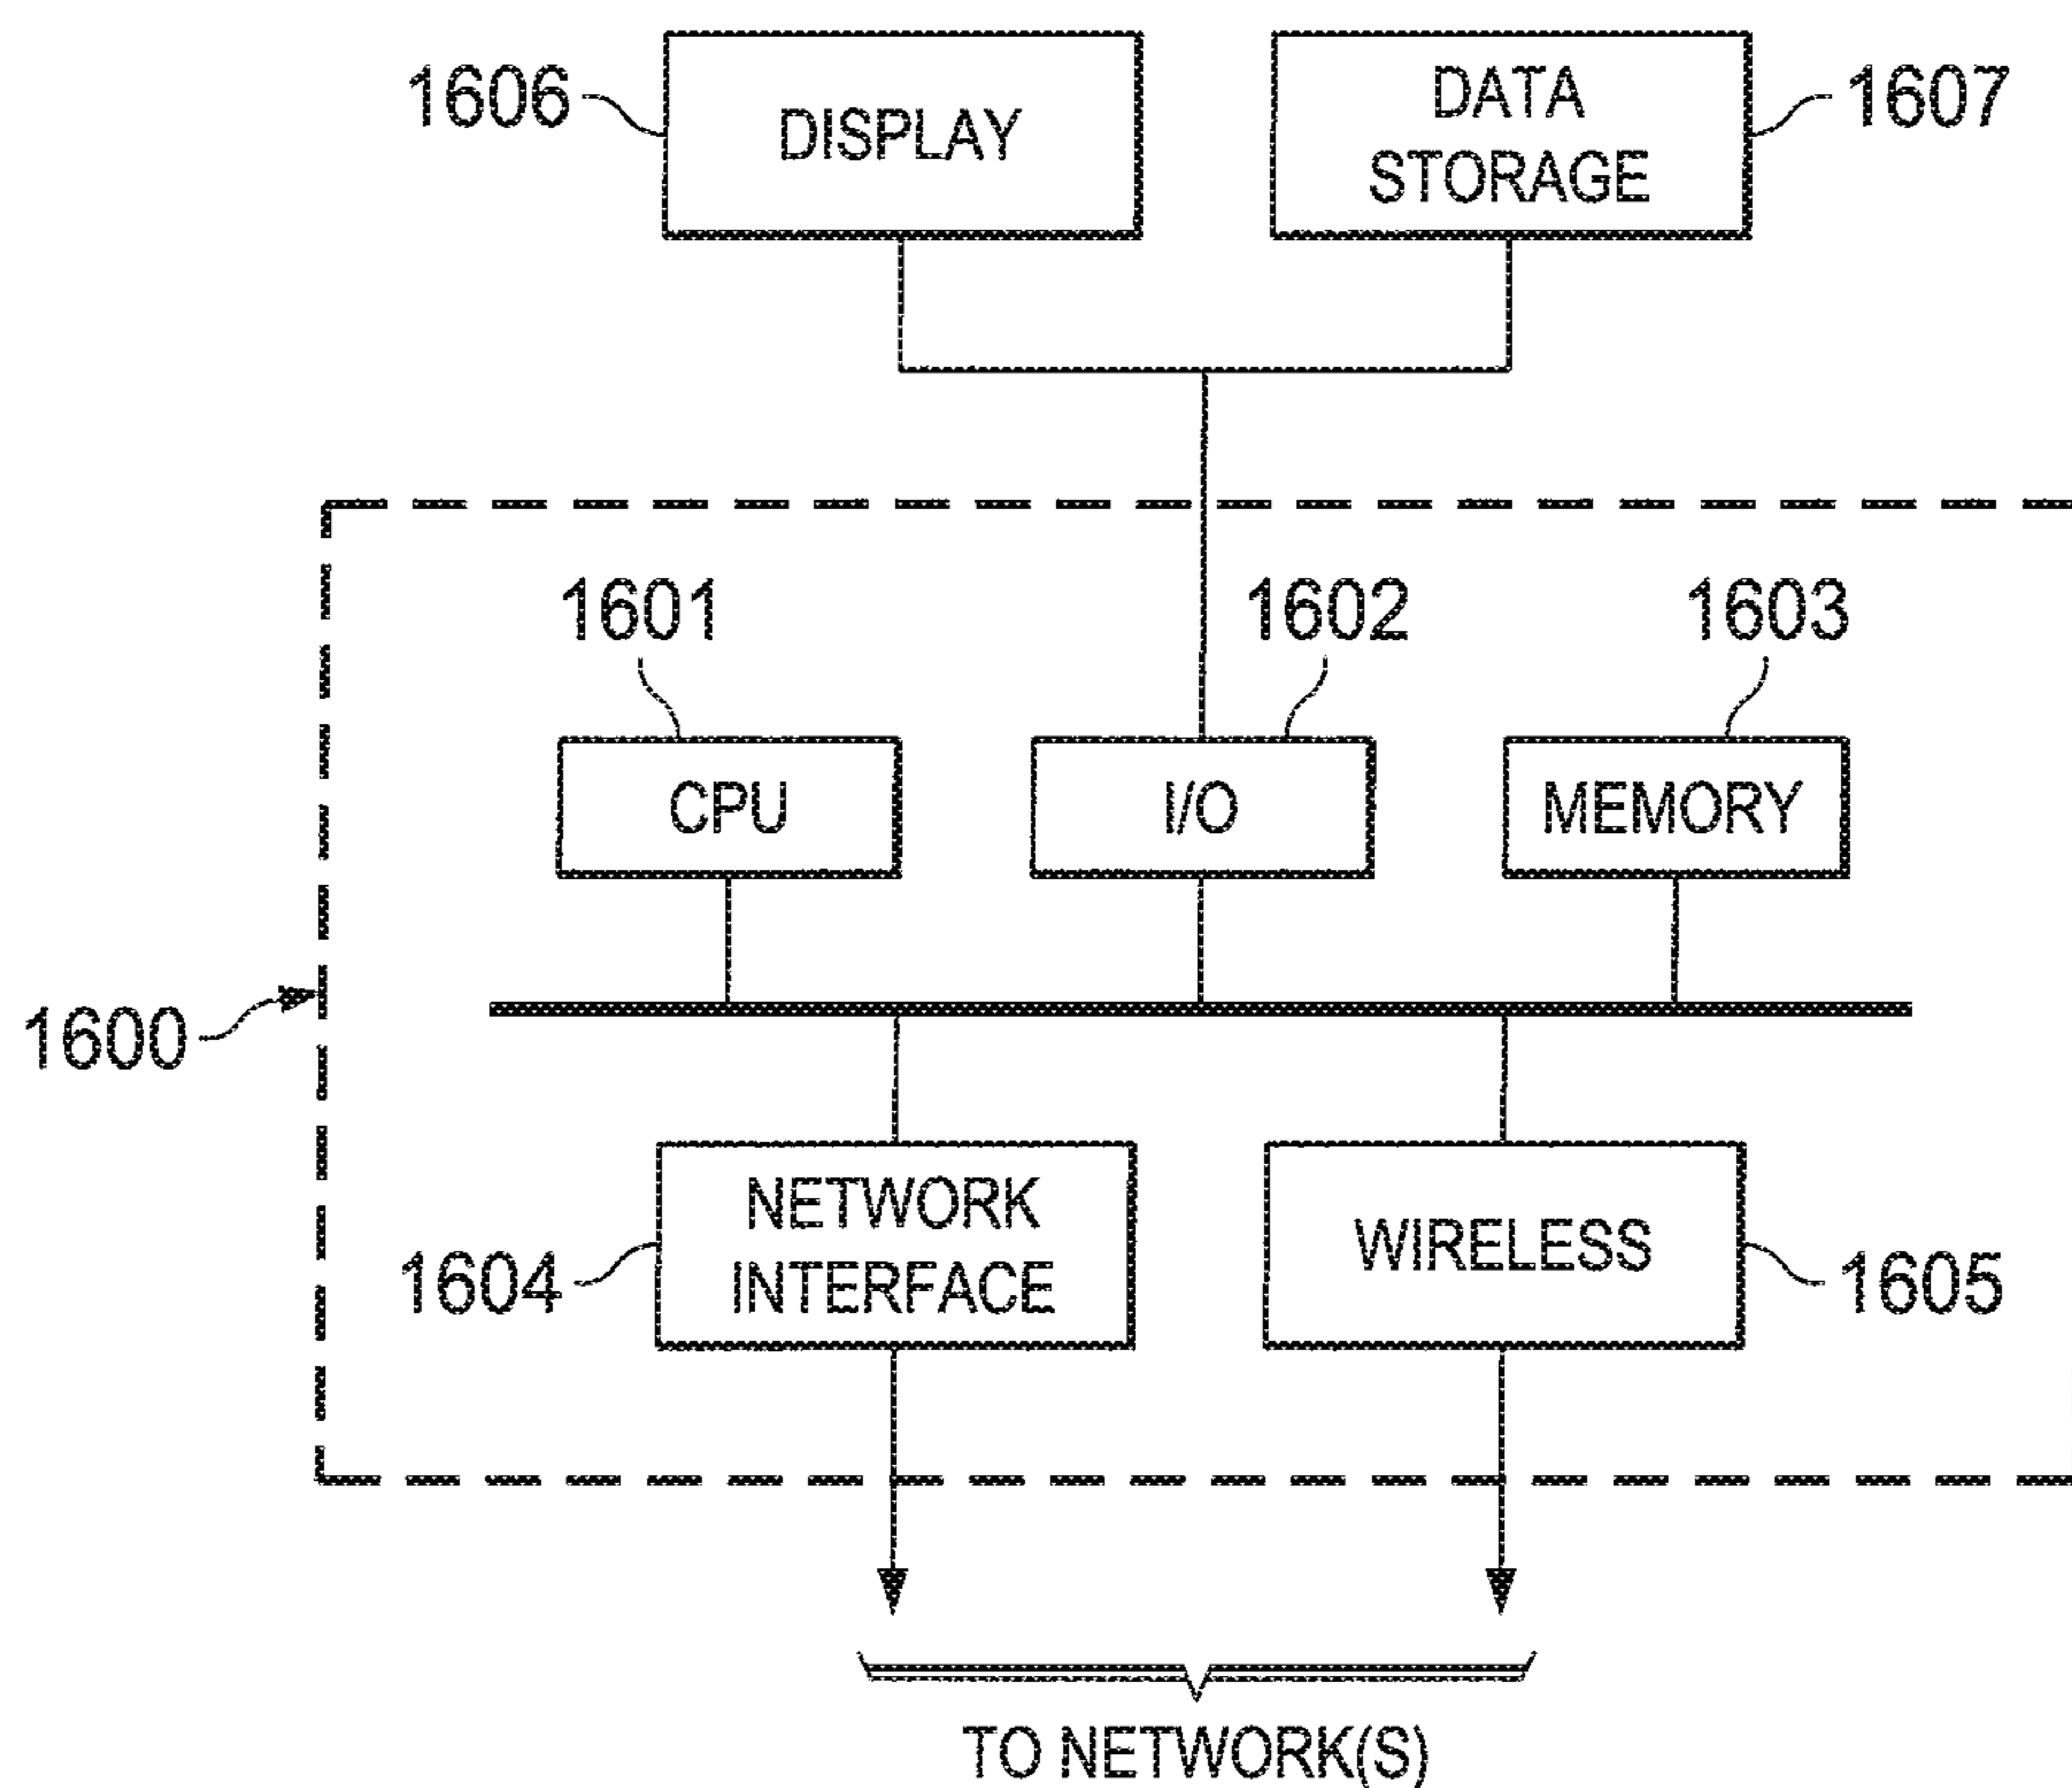 1606
DISPLAY
DATA
STORAGE
1607
1601
1602
1603
CPU
I/O
MEMORY
1600
NETWORK
INTERFACE
1604
WIRELESS
1605
TO NETWORK(S)